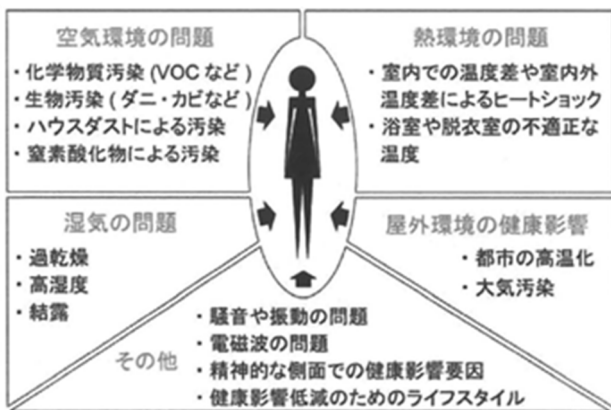 空気環境の問題
・化学物質汚染(VOCなど)
・生物汚染(ダニ・カビなど)
・ハウスダストによる汚染
・窒素酸化物による汚染
熱環境の問題
・室内での温度差や室内外
温度差によるヒートショック
・浴室や脱衣室の不適正な
温度
湿気の問題
・過乾燥
・高湿度
・結露
屋外環境の健康影響
・都市の高温化
・大気汚染
その他
・騒音や振動の問題
・電磁波の問題
・精神的な側面での健康影響要因
・健康影響低減のためのライフスタイル